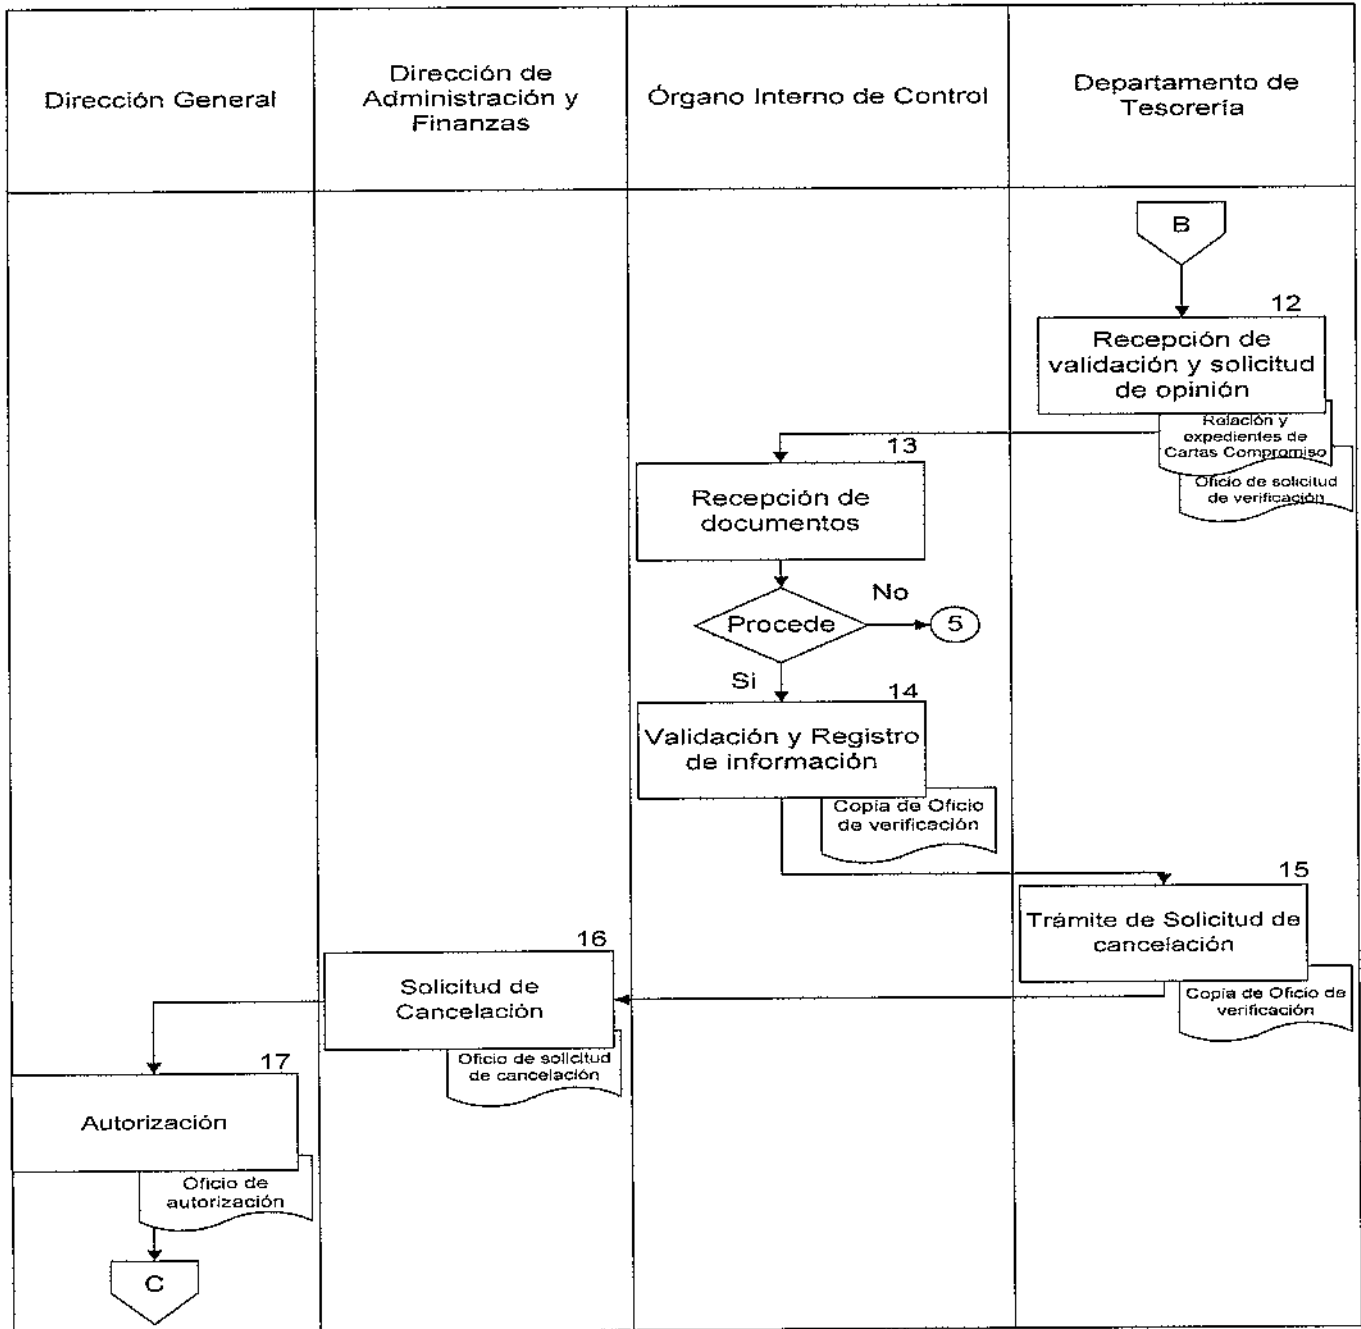 Dirección General
Dirección de
Administración y
Finanzas
Órgano Interno de Control
Departamento de
Tesorería
B
12
Recepción de
validación y solicitud
de opinión
Relación y
expedientes de
Cartas Compromiso
Oficio de solicitud
de verificación
13
Recepción de
documentos
Procede
No
5
Si
14
Validación y Registro
de información
Copia de Oficio
de verificación
15
Trámite de Solicitud de
cancelación
Copia de Oficio de
verificación
16
Solicitud de
Cancelación
Oficio de solicitud
de cancelación
17
Autorización
Oficio de
autorización
C